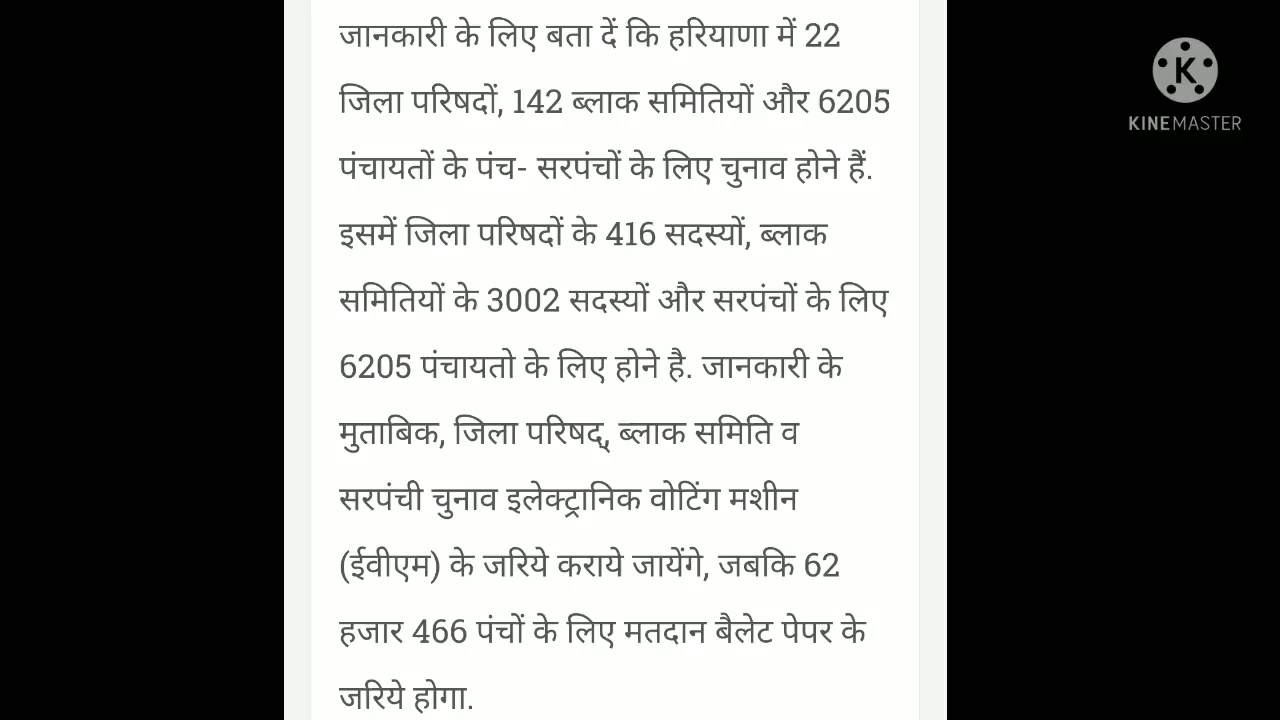 जानकारी के लिए बता दें कि हरियाणा में 22
जिला परिषदों, 142 ब्लाक समितियों और 6205
पंचायतों के पंच- सरपंचों के लिए चुनाव होने हैं.
इसमें जिला परिषदों के 416 सदस्यों, ब्लाक
समितियों के 3002 सदस्यों और सरपंचों के लिए
6205 पंचायतो के लिए होने है. जानकारी के
मुताबिक, जिला परिषद्, ब्लाक समिति व
सरपंची चुनाव इलेक्ट्रानिक वोटिंग मशीन
(ईवीएम) के जरिये कराये जायेंगे, जबकि 62
हजार 466 पंचों के लिए मतदान बैलेट पेपर के
जरिये होगा.
K
KINEMASTER